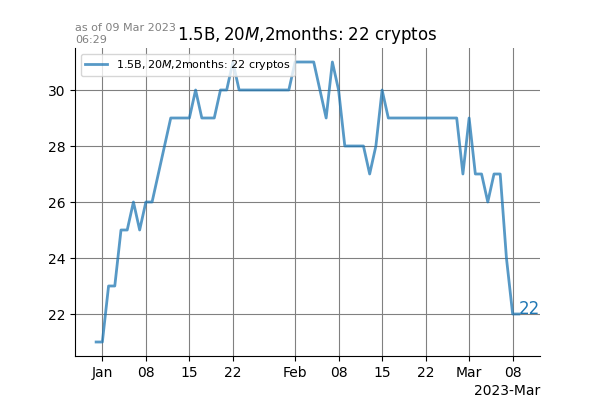 as of 09 Mar 2023
06:29
1.5B, 20M,2months: 22 cryptos
1.5B, 20M,2months: 22 cryptos
30
28
26
24
22
22
Jan 08 15 22 Feb 08 15 22 Mar 08
2023-Mar